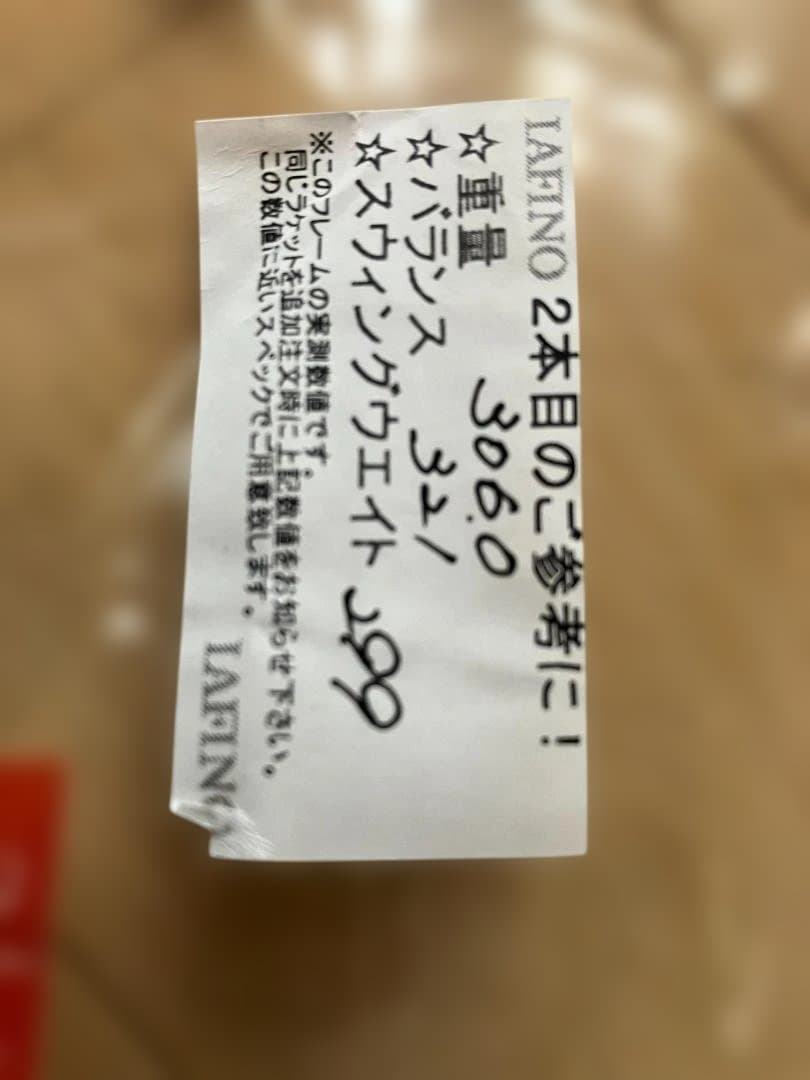 LAFINO 2本目のご参考に!
☆重量 306.0
☆バランス 321
☆スウィングウエイト 299
※このフレームの実測数値です。
同じラケットを追加注文時に上記数値をお知らせ下さい。
この数値に近いスペックでご用意致します。
LAFINO